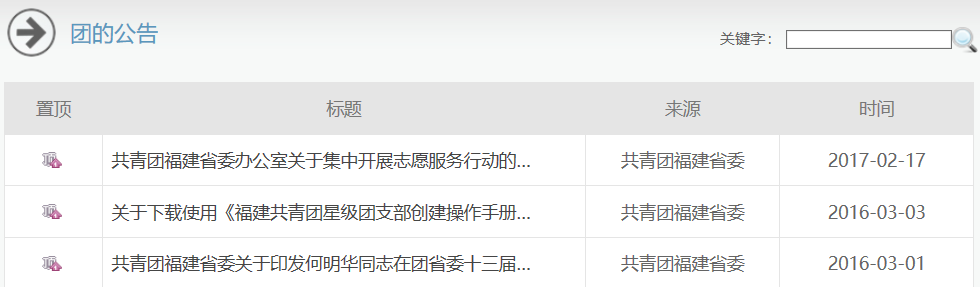 团的公告
关键字：
置顶 标题 来源 时间
共青团福建省委办公室关于集中开展志愿服务行动的... 共青团福建省委 2017-02-17
关于下载使用《福建共青团星级团支部创建操作手册... 共青团福建省委 2016-03-03
共青团福建省委关于印发何明华同志在团省委十三届... 共青团福建省委 2016-03-01